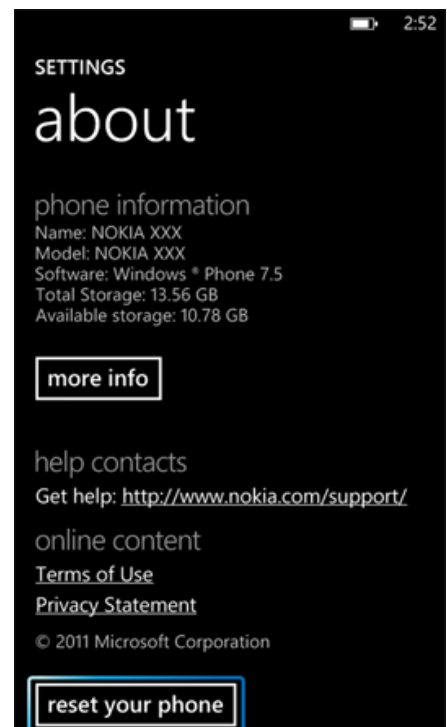 2:52
SETTINGS
about
phone information
Name: NOKIA XXX
Model: NOKIA XXX
Software: Windows ® Phone 7.5
Total Storage: 13.56 GB
Available storage: 10.78 GB
more info
help contacts
Get help: http://www.nokia.com/support/
online content
Terms of Use
Privacy Statement
© 2011 Microsoft Corporation
reset your phone